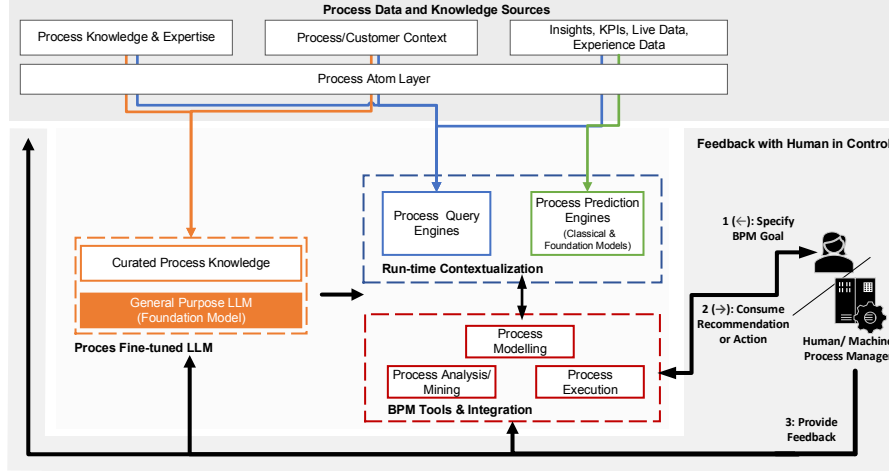 Process Data and Knowledge Sources
Process Knowledge & Expertise
Process/Customer Context
Insights, KPIs, Live Data,
Experience Data
Process Atom Layer
Feedback with Human in Control
Process Query
Engines
Process Prediction
Engines
(Classical &
Foundation Models)
Run-time Contextualization
1 (←): Specify
BPM Goal
Curated Process Knowledge
General Purpose LLM
(Foundation Model)
Proces Fine-tuned LLM
2 (→): Consume
Recommendation
or Action
Human/ Machine
Process Manager
Process
Modelling
Process Analysis/
Mining
Process
Execution
BPM Tools & Integration
3: Provide
Feedback